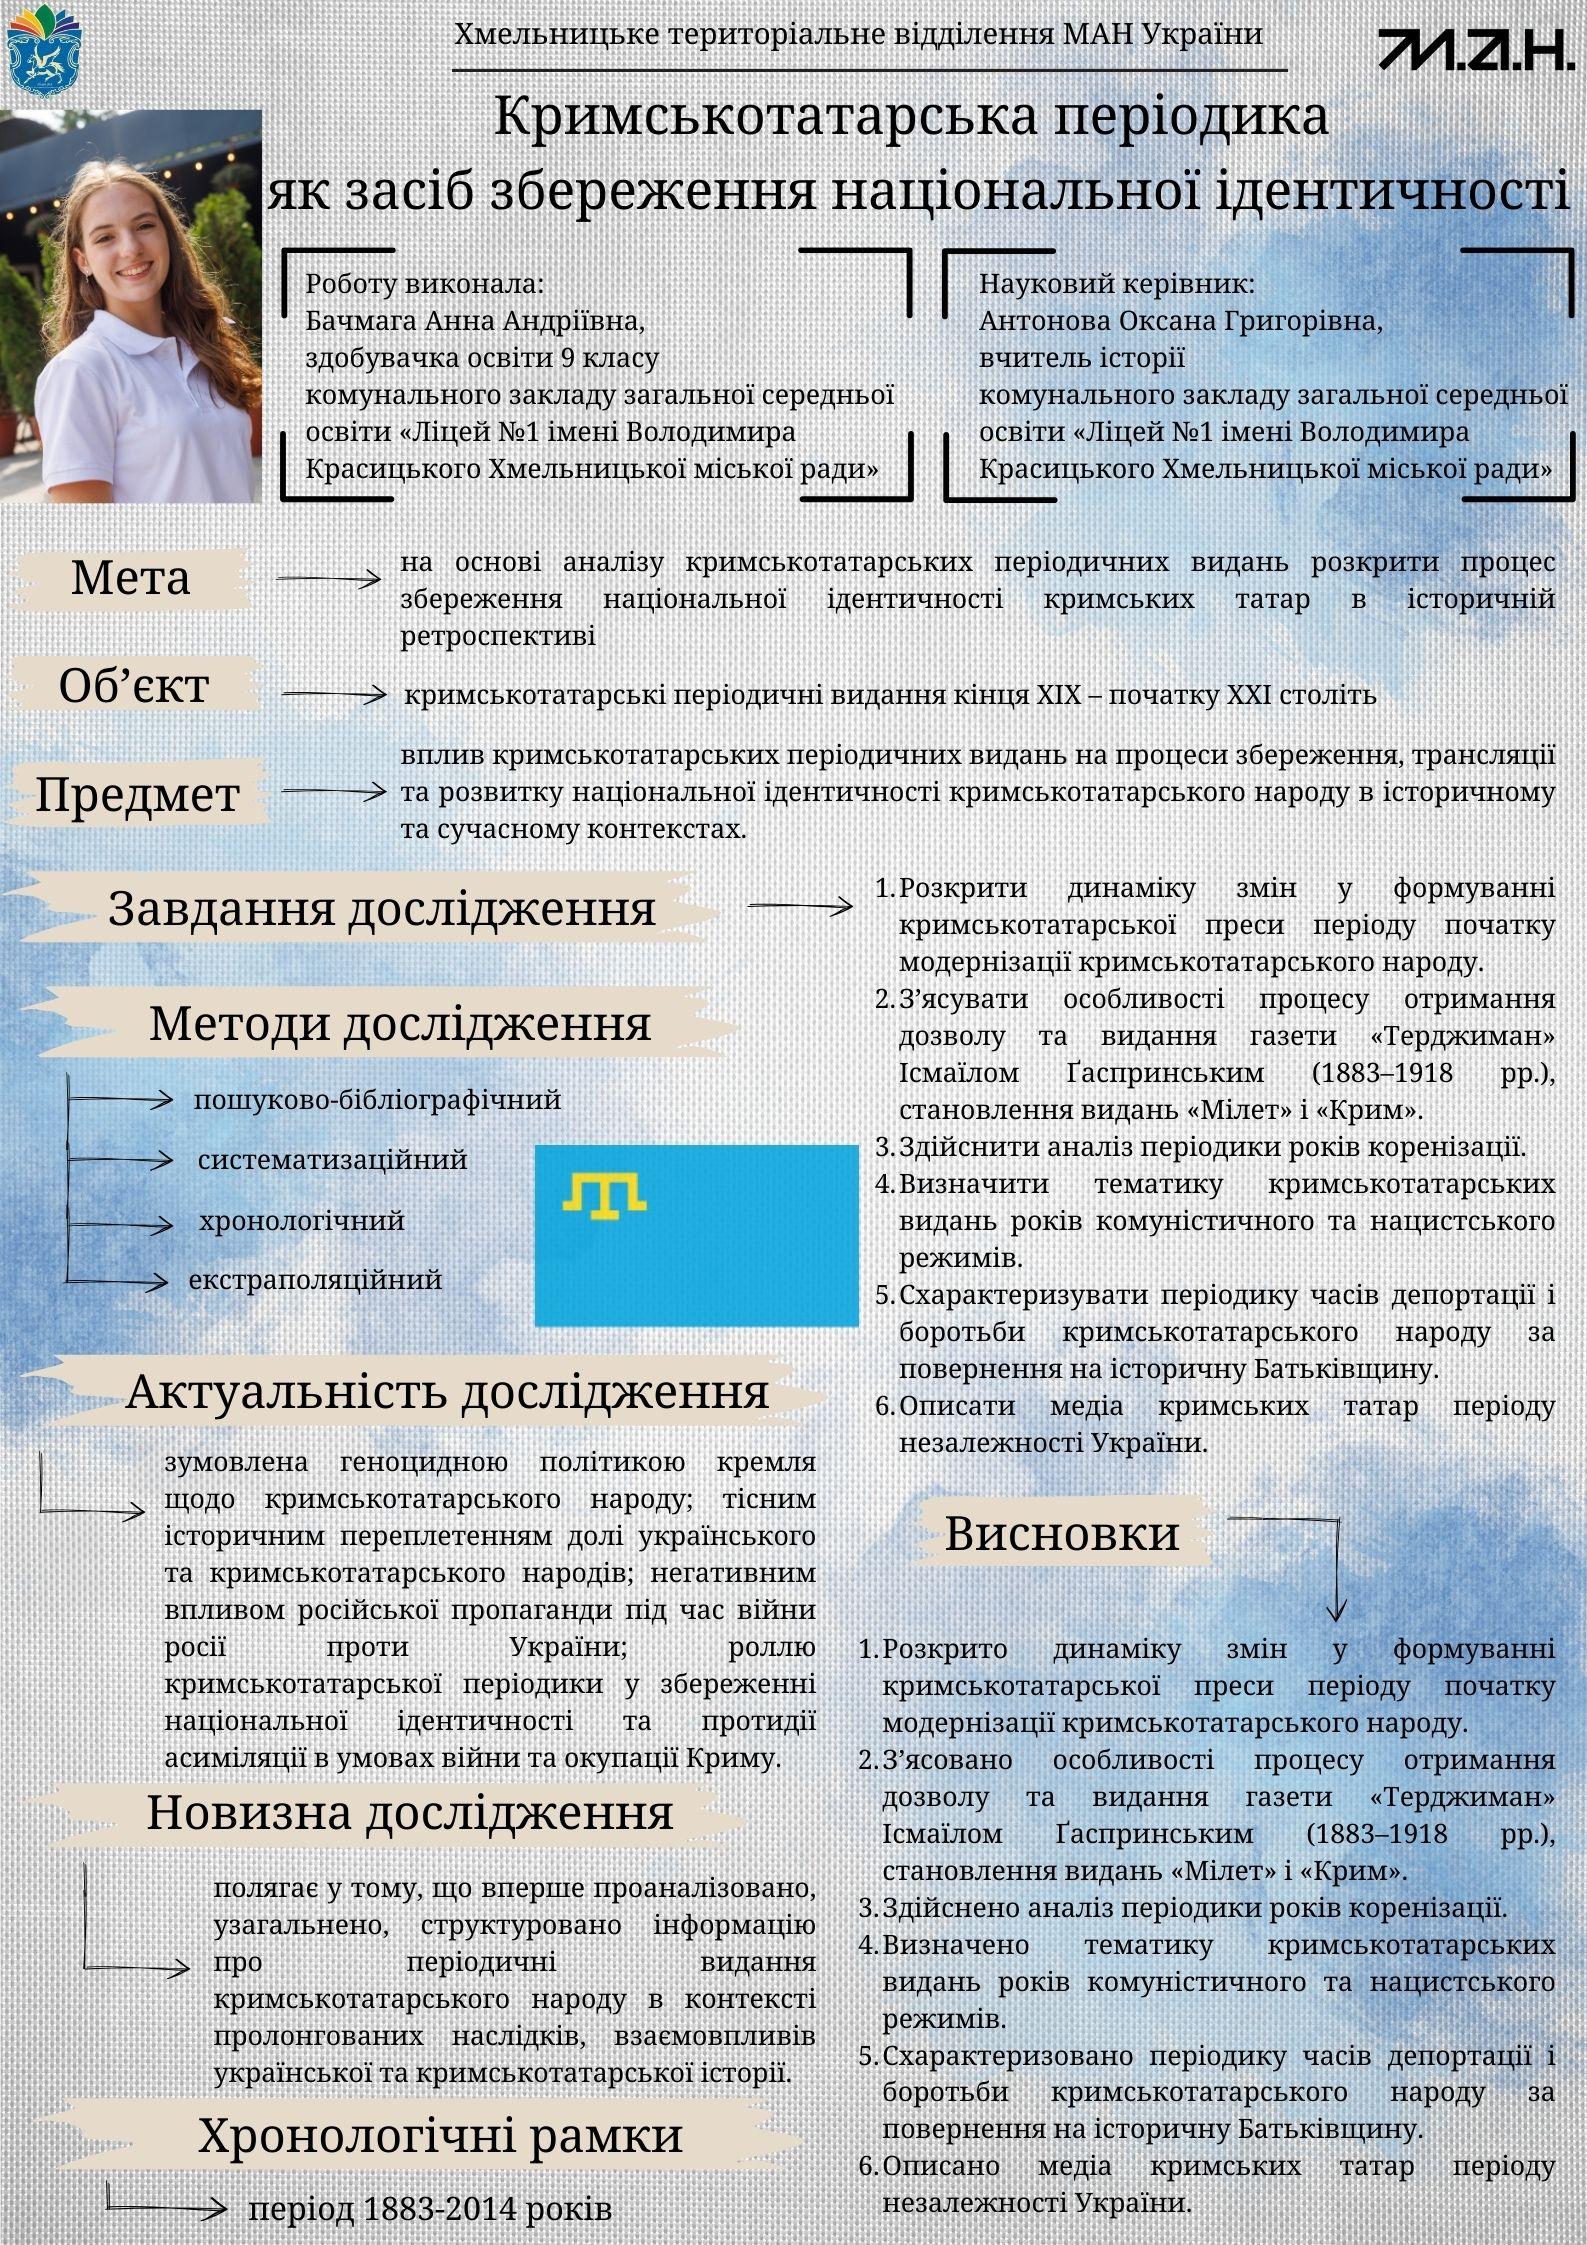 Хмельницьке територіальне відділення МАН України
М.А.Н.
Кримськотатарська періодика
як засіб збереження національної ідентичності
Роботу виконала:
Бачмага Анна Андріївна,
здобувачка освіти 9 класу
комунального закладу загальної середньої
освіти «Ліцей №1 імені Володимира
Красицького Хмельницької міської ради»
Науковий керівник:
Антонова Оксана Григорівна,
вчитель історії
комунального закладу загальної середньої
освіти «Ліцей №1 імені Володимира
Красицького Хмельницької міської ради»
Мета
на основі аналізу кримськотатарських періодичних видань розкрити процес
збереження національної ідентичності кримських татар в історичній
ретроспективі
Об’єкт
кримськотатарські періодичні видання кінця XIX – початку XXI століть
Предмет
вплив кримськотатарських періодичних видань на процеси збереження, трансляції
та розвитку національної ідентичності кримськотатарського народу в історичному
та сучасному контекстах.
Завдання дослідження
1. Розкрити динаміку змін у формуванні
кримськотатарської преси періоду початку
модернізації кримськотатарського народу.
2. З’ясувати особливості процесу отримання
дозволу та видання газети «Терджиман»
Ісмаїлом Ґаспринським (1883–1918 рр.),
становлення видань «Мілет» і «Крим».
3. Здійснити аналіз періодики років коренізації.
4. Визначити тематику кримськотатарських
видань років комуністичного та нацистського
режимів.
5. Схарактеризувати періодику часів депортації і
боротьби кримськотатарського народу за
повернення на історичну Батьківщину.
6. Описати медіа кримських татар періоду
незалежності України.
Методи дослідження
пошуково-бібліографічний
систематизаційний
хронологічний
екстраполяційний
Актуальність дослідження
зумовлена геноцидною політикою кремля
щодо кримськотатарського народу; тісним
історичним переплетенням долі українського
та кримськотатарського народів; негативним
впливом російської пропаганди під час війни
росії проти України; роллю
кримськотатарської періодики у збереженні
національної ідентичності та протидії
асиміляції в умовах війни та окупації Криму.
Новизна дослідження
полягає у тому, що вперше проаналізовано,
узагальнено, структуровано інформацію
про періодичні видання
кримськотатарського народу в контексті
пролонгованих наслідків, взаємовпливів
української та кримськотатарської історії.
Хронологічні рамки
період 1883-2014 років
Висновки
1. Розкрито динаміку змін у формуванні
кримськотатарської преси періоду початку
модернізації кримськотатарського народу.
2. З’ясовано особливості процесу отримання
дозволу та видання газети «Терджиман»
Ісмаїлом Ґаспринським (1883–1918 рр.),
становлення видань «Мілет» і «Крим».
3. Здійснено аналіз періодики років коренізації.
4. Визначено тематику кримськотатарських
видань років комуністичного та нацистського
режимів.
5. Схарактеризовано періодику часів депортації і
боротьби кримськотатарського народу за
повернення на історичну Батьківщину.
6. Описано медіа кримських татар періоду
незалежності України.